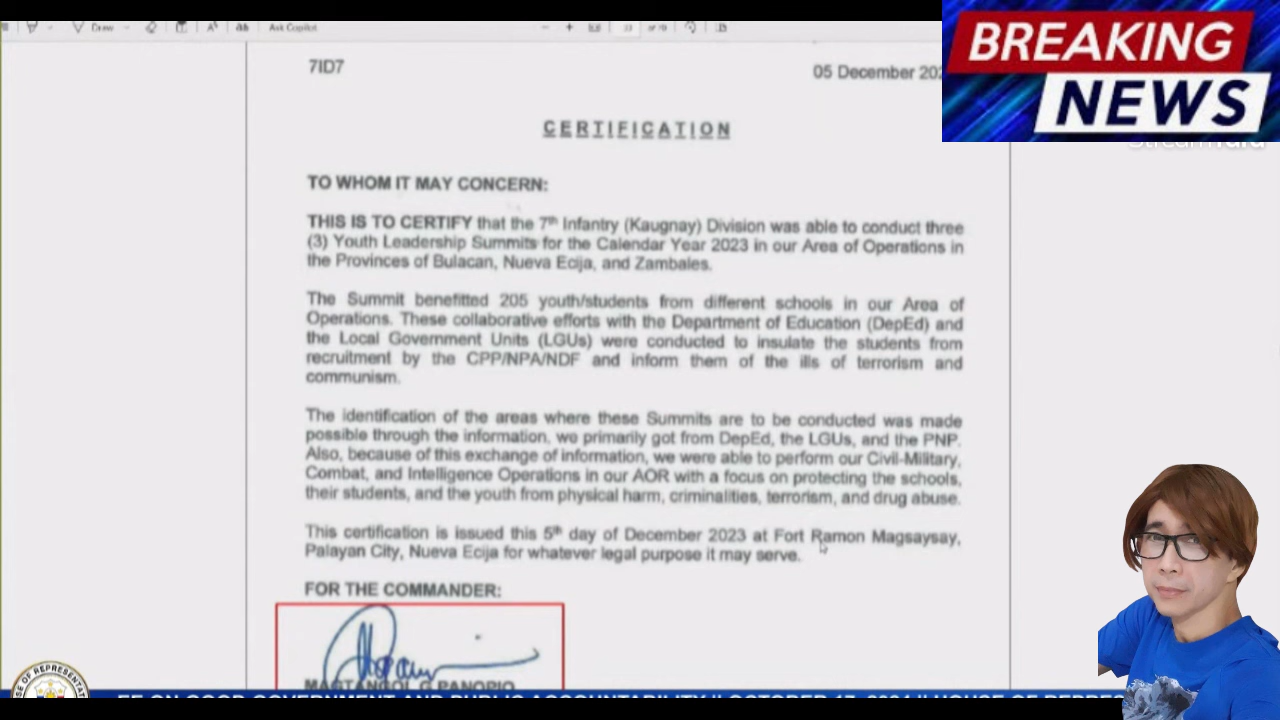 Draw
Ask Copilot
BREAKING
NEWS
7ID7
05 December
CERTIFICATION
TO WHOM IT MAY CONCERN:
THIS IS TO CERTIFY that the 7th Infantry (Kaugnay) Division was able to conduct three
(3) Youth Leadership Summits for the Calendar Year 2023 in our Area of Operations in
the Provinces of Bulacan, Nueva Ecija, and Zambales.
The Summit benefitted 205 youth/students from different schools in our Area of
Operations. These collaborative efforts with the Department of Education (DepEd) and
the Local Government Units (LGUs) were conducted to insulate the students from
recruitment by the CPP/NPA/NDF and inform them of the ills of terrorism and
communism.
The identification of the areas where these Summits are to be conducted was made
possible through the information, we primarily got from DepEd, the LGUs, and the PNP.
Also, because of this exchange of information, we were able to perform our Civil-Military,
Combat, and Intelligence Operations in our AOR with a focus on protecting the schools,
their students, and the youth from physical harm, criminalities, terrorism, and drug abuse.
This certification is issued this 5th day of December 2023 at Fort Ramon Magsaysay,
Palayan City, Nueva Ecija for whatever legal purpose it may serve.
FOR THE COMMANDER:
MAGTANGOL G PANOPIO